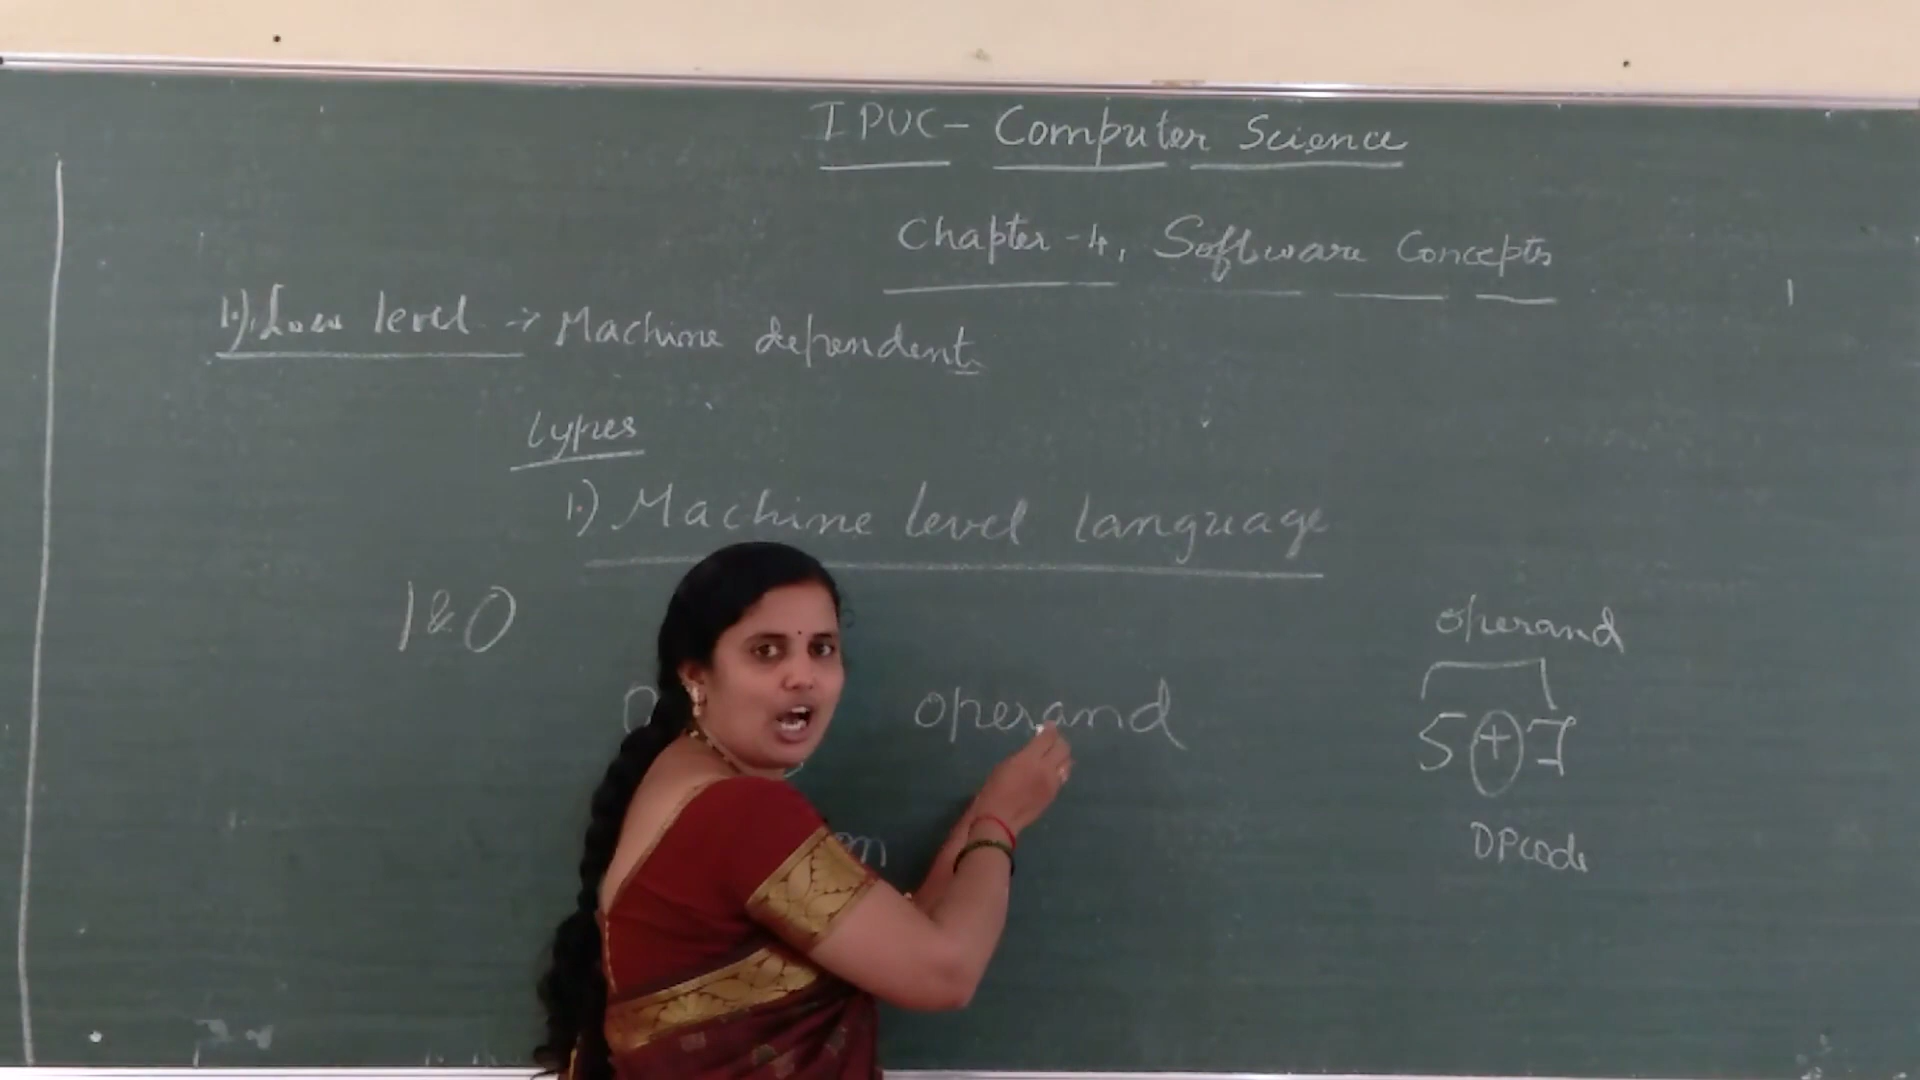 I PUC - Computer Science
Chapter - 4, Software Concepts
1.) Low level → Machine dependent
types
1.) Machine level language
1 & 0
operand
operand
5 + 7
OPcode